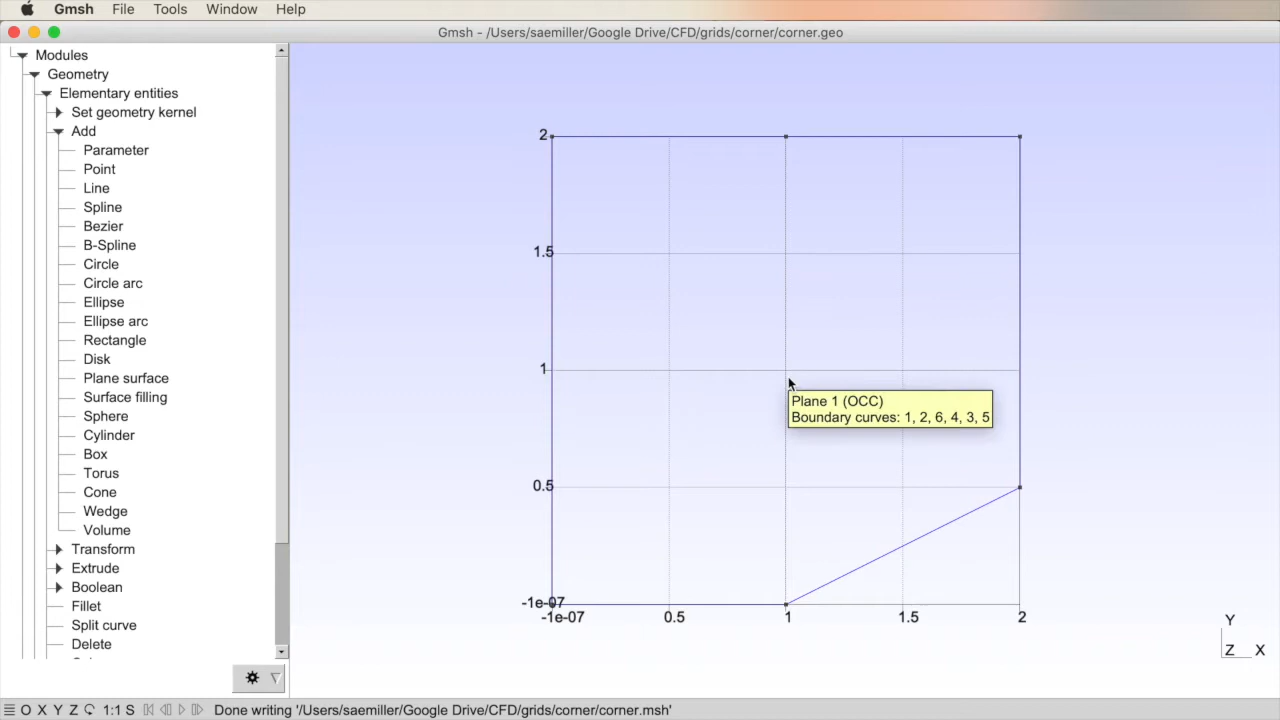 Gmsh File Tools Window Help
Gmsh - /Users/saemiller/Google Drive/CFD/grids/corner/corner.geo
Modules
Geometry
Elementary entities
Set geometry kernel
Add
Parameter
Point
Line
Spline
Bezier
B-Spline
Circle
Circle arc
Ellipse
Ellipse arc
Rectangle
Disk
Plane surface
Surface filling
Sphere
Cylinder
Box
Torus
Cone
Wedge
Volume
Transform
Extrude
Boolean
Fillet
Split curve
Delete
2
1.5
1
0.5
-1e-07
-1e-07 0.5 1 1.5 2
Plane 1 (OCC)
Boundary curves: 1, 2, 6, 4, 3, 5
Y
Z X
O X Y Z 1:1 S Done writing '/Users/saemiller/Google Drive/CFD/grids/corner/corner.msh'